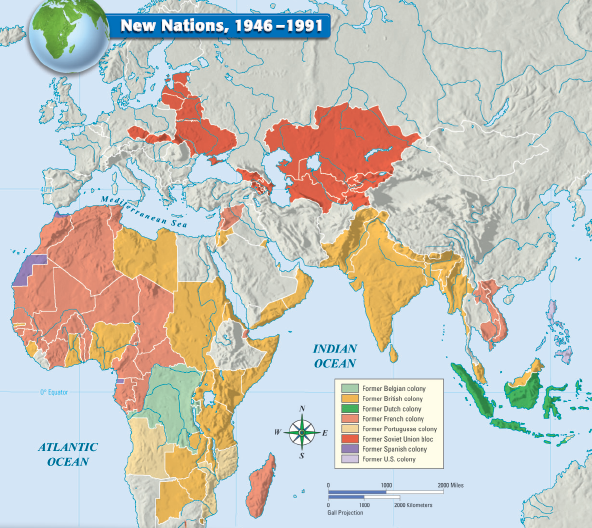 New Nations, 1946–1991
40°N
Mediterranean Sea
INDIAN
OCEAN
0° Equator
ATLANTIC
OCEAN
N
W
E
S
Former Belgian colony
Former British colony
Former Dutch colony
Former French colony
Former Portuguese colony
Former Soviet Union bloc
Former Spanish colony
Former U.S. colony
0 1000 2000 Miles
0 1000 2000 Kilometers
Gall Projection